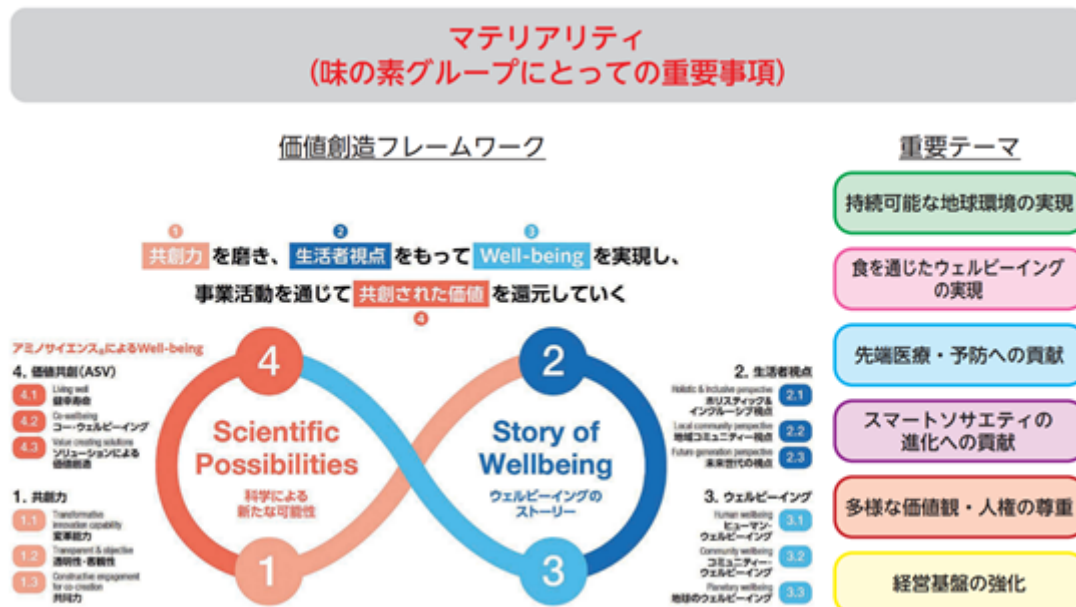 マテリアリティ
（味の素グループにとっての重要事項）
価値創造フレームワーク
1 2 3
共創力 を磨き、 生活者視点 をもって Well-being を実現し、
事業活動を通じて 共創された価値 を還元していく
4
アミノサイエンス®によるWell-being
4. 価値共創(ASV)
4.1 Living well
健幸寿命
4.2 Co-wellbeing
コー・ウェルビーイング
4.3 Value creating solutions
ソリューションによる
価値創造
1. 共創力
1.1 Transformative
innovation capability
変革能力
1.2 Transparent & objective
透明性・客観性
1.3 Constructive engagement
for co-creation
共同力
4
Scientific
Possibilities
科学による
新たな可能性
1
2
Story of
Wellbeing
ウェルビーイングの
ストーリー
3
2. 生活者視点
Holistic & Inclusive perspective
ホリスティック&
インクルーシブ視点
2.1
Local community perspective
地域コミュニティー視点
2.2
Future generation perspective
未来世代の視点
2.3
3. ウェルビーイング
Human wellbeing
ヒューマン・
ウェルビーイング
3.1
Community wellbeing
コミュニティー・
ウェルビーイング
3.2
Planetary wellbeing
地球のウェルビーイング
3.3
重要テーマ
持続可能な地球環境の実現
食を通じたウェルビーイング
の実現
先端医療・予防への貢献
スマートソサエティの
進化への貢献
多様な価値観・人権の尊重
経営基盤の強化